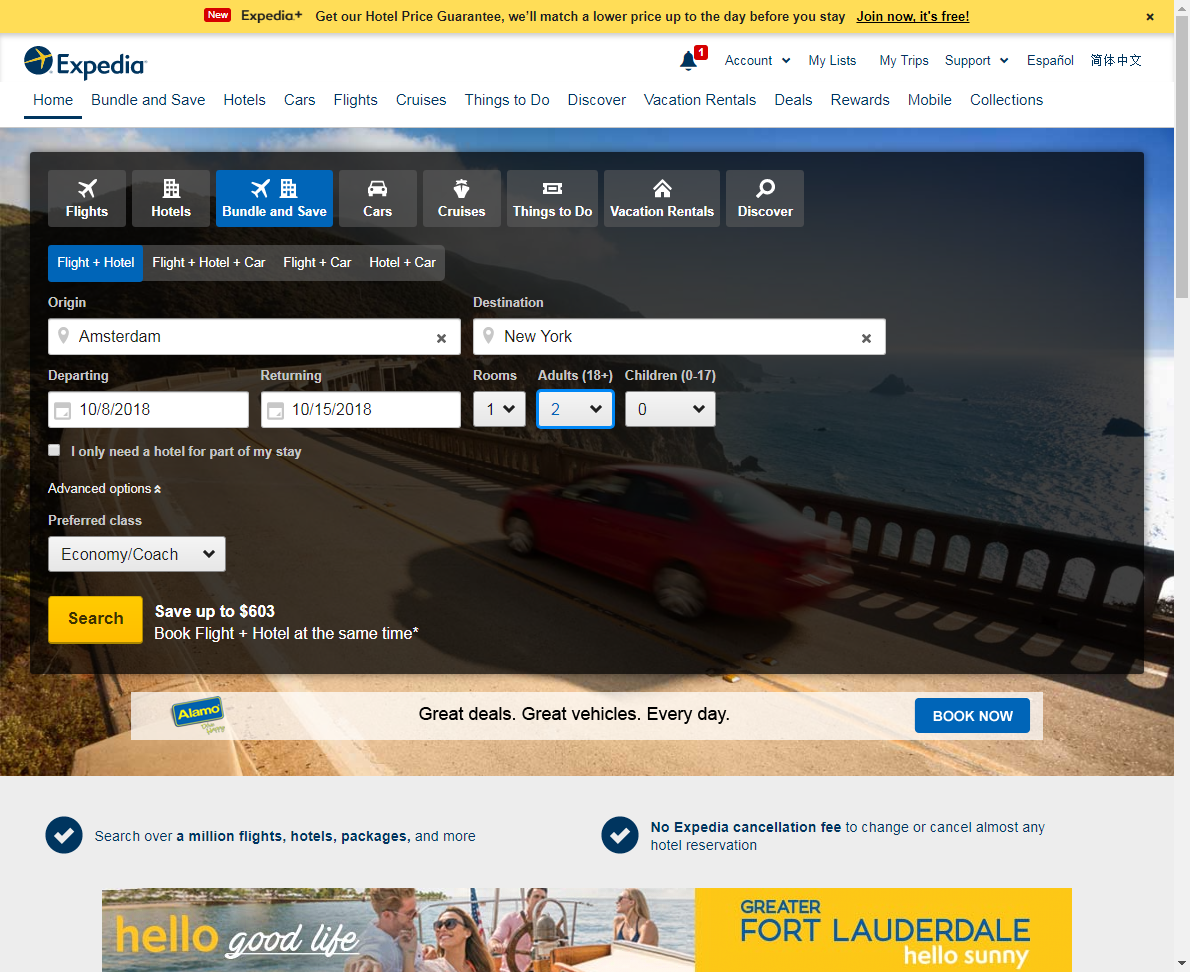 New Expedia+ Get our Hotel Price Guarantee, we'll match a lower price up to the day before you stay Join now, it's free! ×
Expedia
1 Account My Lists My Trips Support Español 简体中文
Home Bundle and Save Hotels Cars Flights Cruises Things to Do Discover Vacation Rentals Deals Rewards Mobile Collections
Flights Hotels Bundle and Save Cars Cruises Things to Do Vacation Rentals Discover
Flight + Hotel Flight + Hotel + Car Flight + Car Hotel + Car
Origin Destination
Amsterdam × New York ×
Departing Returning Rooms Adults (18+) Children (0-17)
10/8/2018 10/15/2018 1 2 0
I only need a hotel for part of my stay
Advanced options
Preferred class
Economy/Coach
Search
Save up to $603
Book Flight + Hotel at the same time*
Alamo Great deals. Great vehicles. Every day. BOOK NOW
Search over a million flights, hotels, packages, and more
No Expedia cancellation fee to change or cancel almost any
hotel reservation
hello good life
GREATER
FORT LAUDERDALE
hello sunny